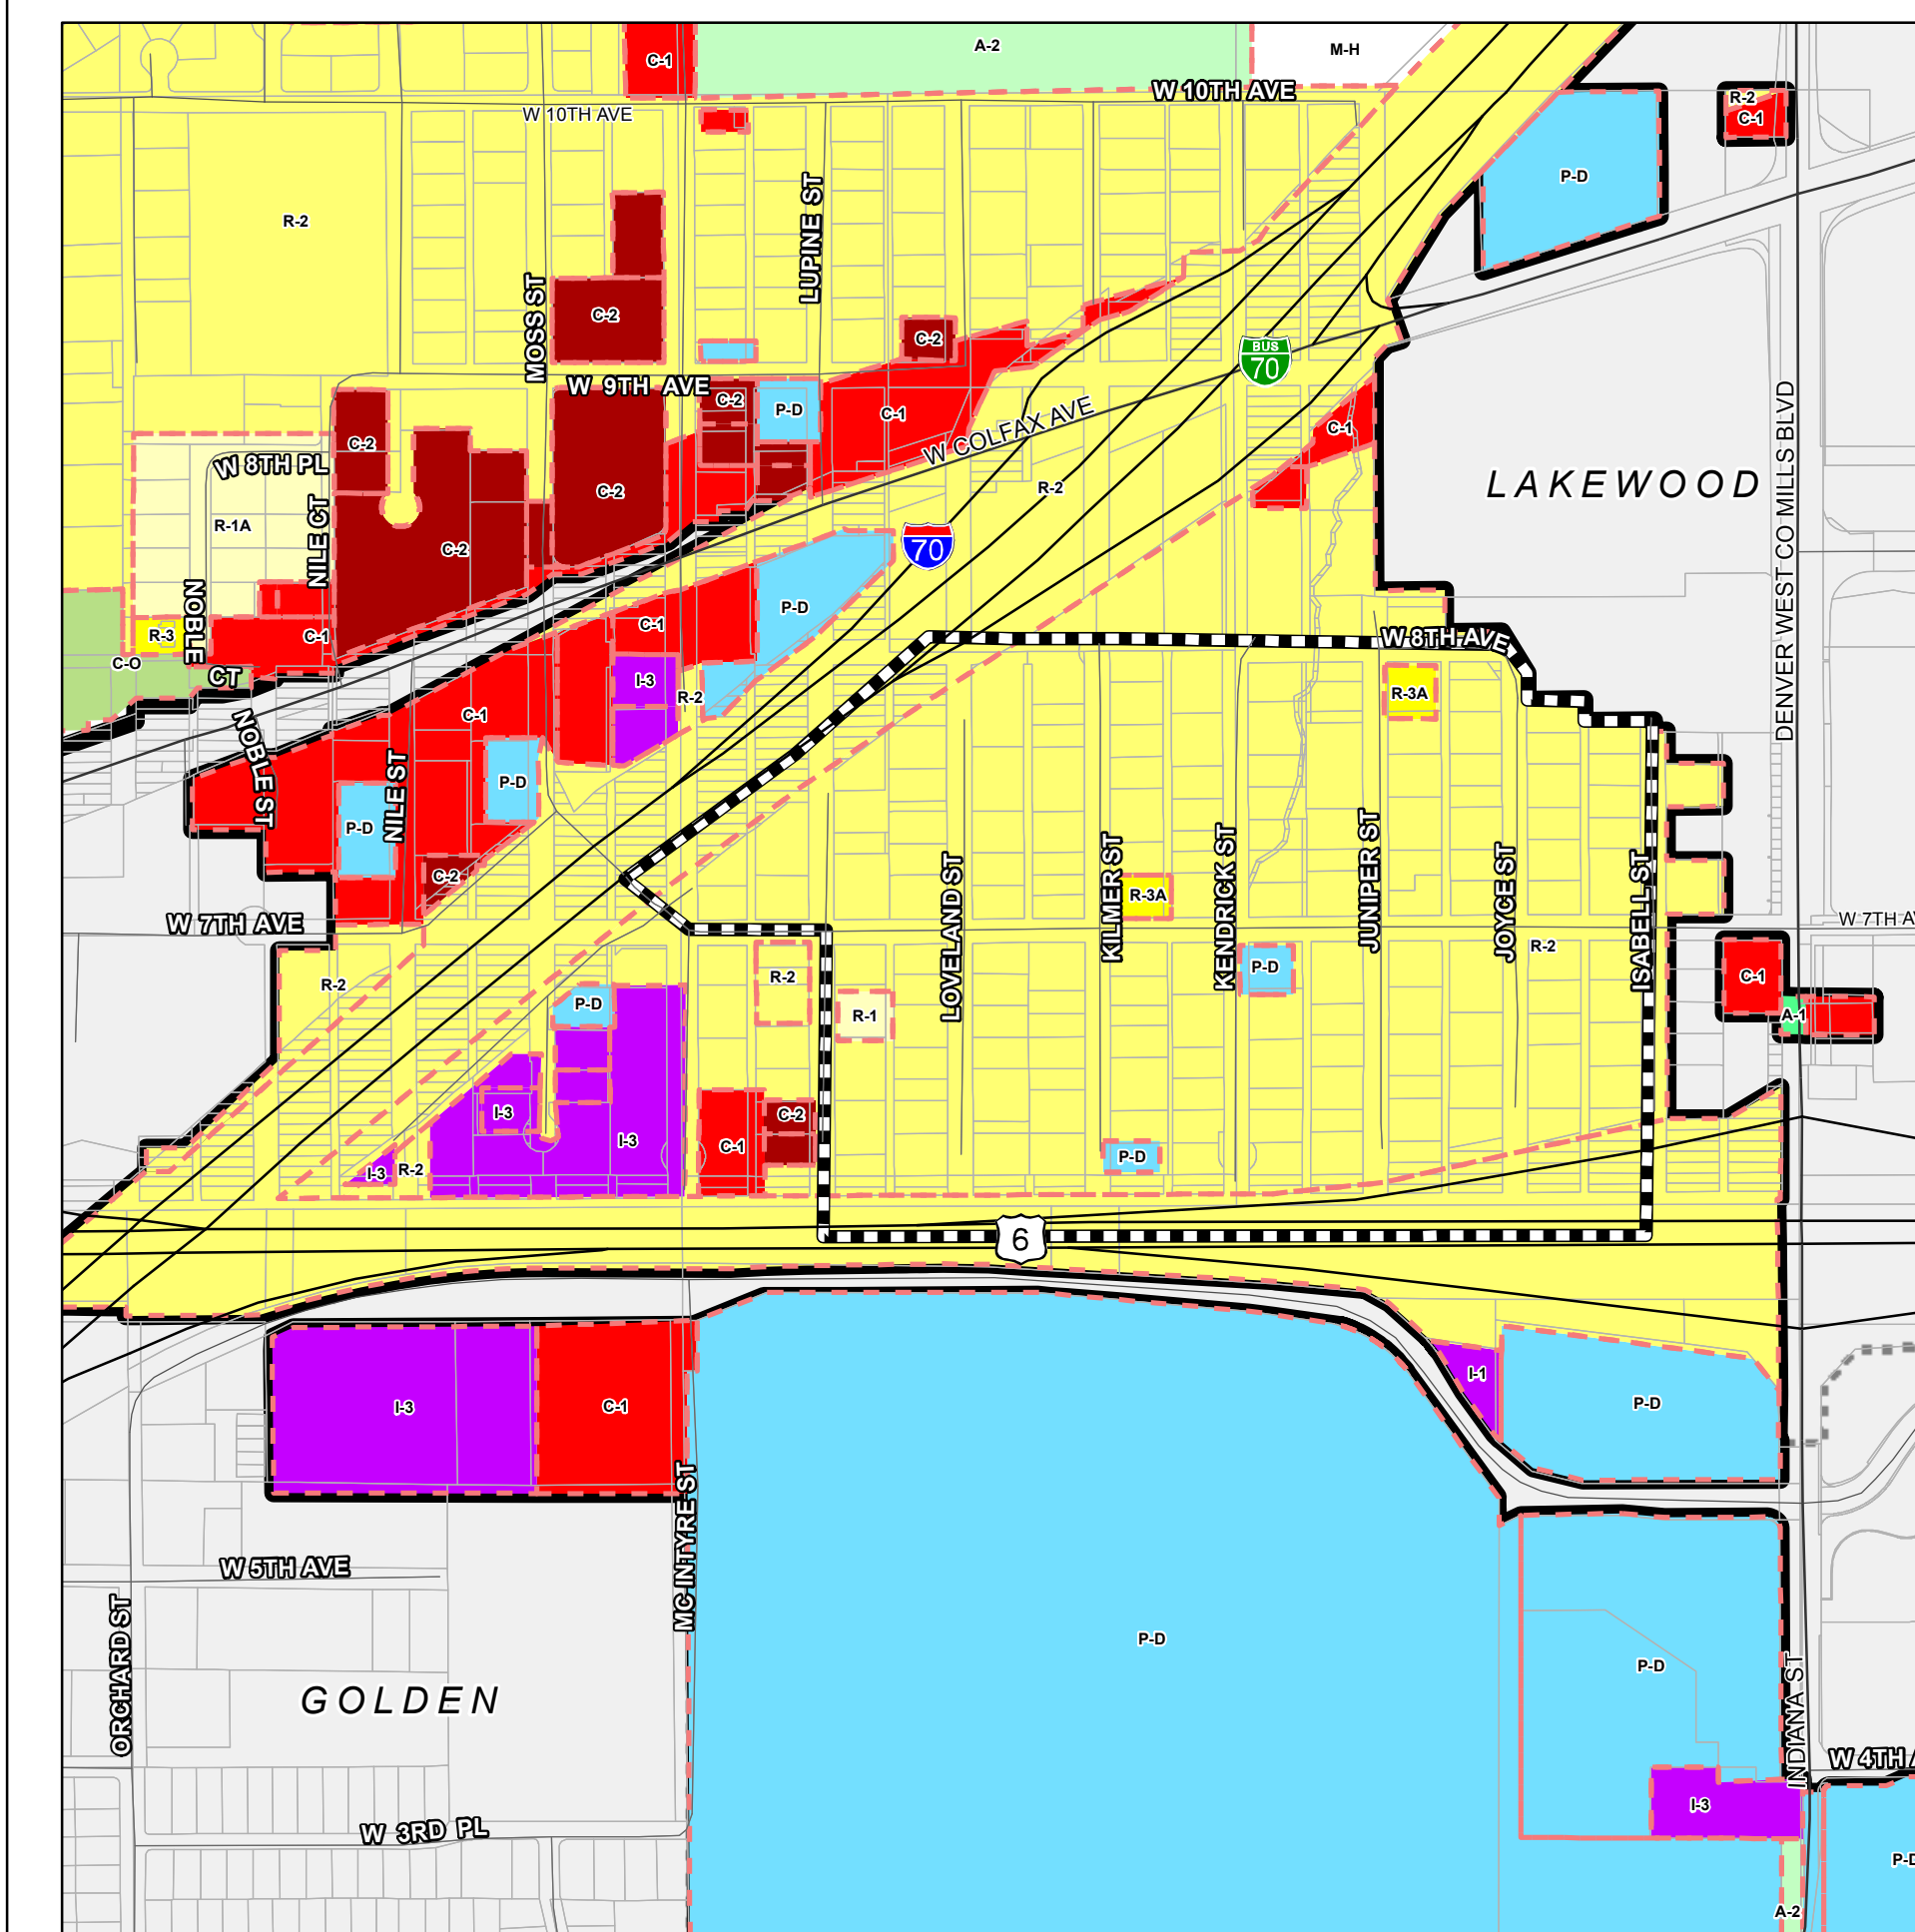 A-2
M-H
C-1
W 10TH AVE
R-2
C-1
W 10TH AVE
P-D
R-2
LUPINE ST
MOSS ST
C-2
C-2
BUS
70
W 9TH AVE
C-2
P-D
C-1
W COLFAX AVE
C-1
DENVER WEST CO MILLS BLVD
C-2
W 8TH PL
R-2
LAKEWOOD
C-2
R-1A
NILE CT
C-2
70
P-D
NOBLE
CT
R-3
C-1
C-1
W 8TH AVE
C-O
I-3
R-2
R-3A
C-1
NOBLE ST
NILE ST
P-D
P-D
C-2
R-3A
LOVELAND ST
KILMER ST
KENDRICK ST
JUNIPER ST
JOYCE ST
ISABELL ST
W 7TH AVE
W 7TH AV
R-2
P-D
C-1
R-2
R-2
P-D
R-1
A-1
I-3
C-2
I-3
C-1
P-D
I-3
R-2
6
I-1
P-D
I-3
C-1
MC INTYRE ST
W 5TH AVE
ORCHARD ST
P-D
P-D
INDIANA ST
GOLDEN
W 4TH A
I-3
W 3RD PL
P-D
A-2